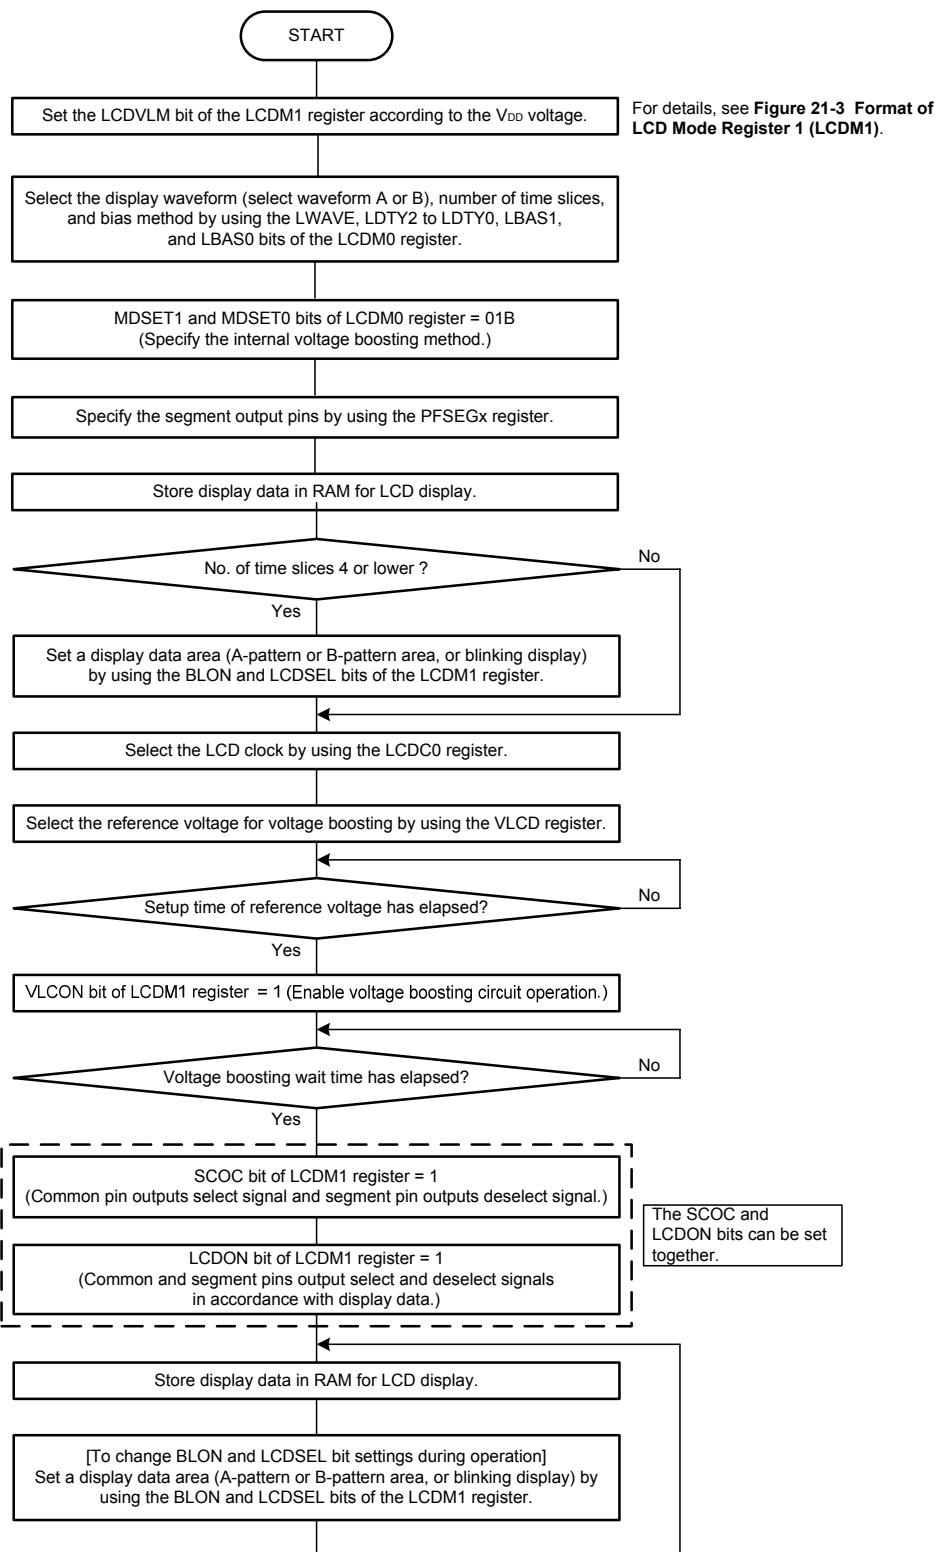 START
Set the LCDVLM bit of the LCDM1 register according to the VDD voltage.
For details, see Figure 21-3 Format of
LCD Mode Register 1 (LCDM1).
Select the display waveform (select waveform A or B), number of time slices,
and bias method by using the LWAVE, LDTY2 to LDTY0, LBAS1,
and LBAS0 bits of the LCDM0 register.
MDSET1 and MDSET0 bits of LCDM0 register = 01B
(Specify the internal voltage boosting method.)
Specify the segment output pins by using the PFSEGx register.
Store display data in RAM for LCD display.
No. of time slices 4 or lower ?
No
Yes
Set a display data area (A-pattern or B-pattern area, or blinking display)
by using the BLON and LCDSEL bits of the LCDM1 register.
Select the LCD clock by using the LCDC0 register.
Select the reference voltage for voltage boosting by using the VLCD register.
Setup time of reference voltage has elapsed?
No
Yes
VLCON bit of LCDM1 register = 1 (Enable voltage boosting circuit operation.)
Voltage boosting wait time has elapsed?
No
Yes
SCOC bit of LCDM1 register = 1
(Common pin outputs select signal and segment pin outputs deselect signal.)
The SCOC and
LCDON bits can be set
together.
LCDON bit of LCDM1 register = 1
(Common and segment pins output select and deselect signals
in accordance with display data.)
Store display data in RAM for LCD display.
[To change BLON and LCDSEL bit settings during operation]
Set a display data area (A-pattern or B-pattern area, or blinking display) by
using the BLON and LCDSEL bits of the LCDM1 register.